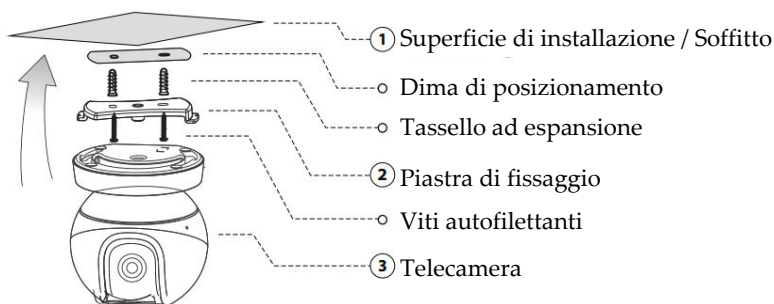 1 Superficie di installazione / Soffitto
Dima di posizionamento
Tassello ad espansione
2 Piastra di fissaggio
Viti autofilettanti
3 Telecamera